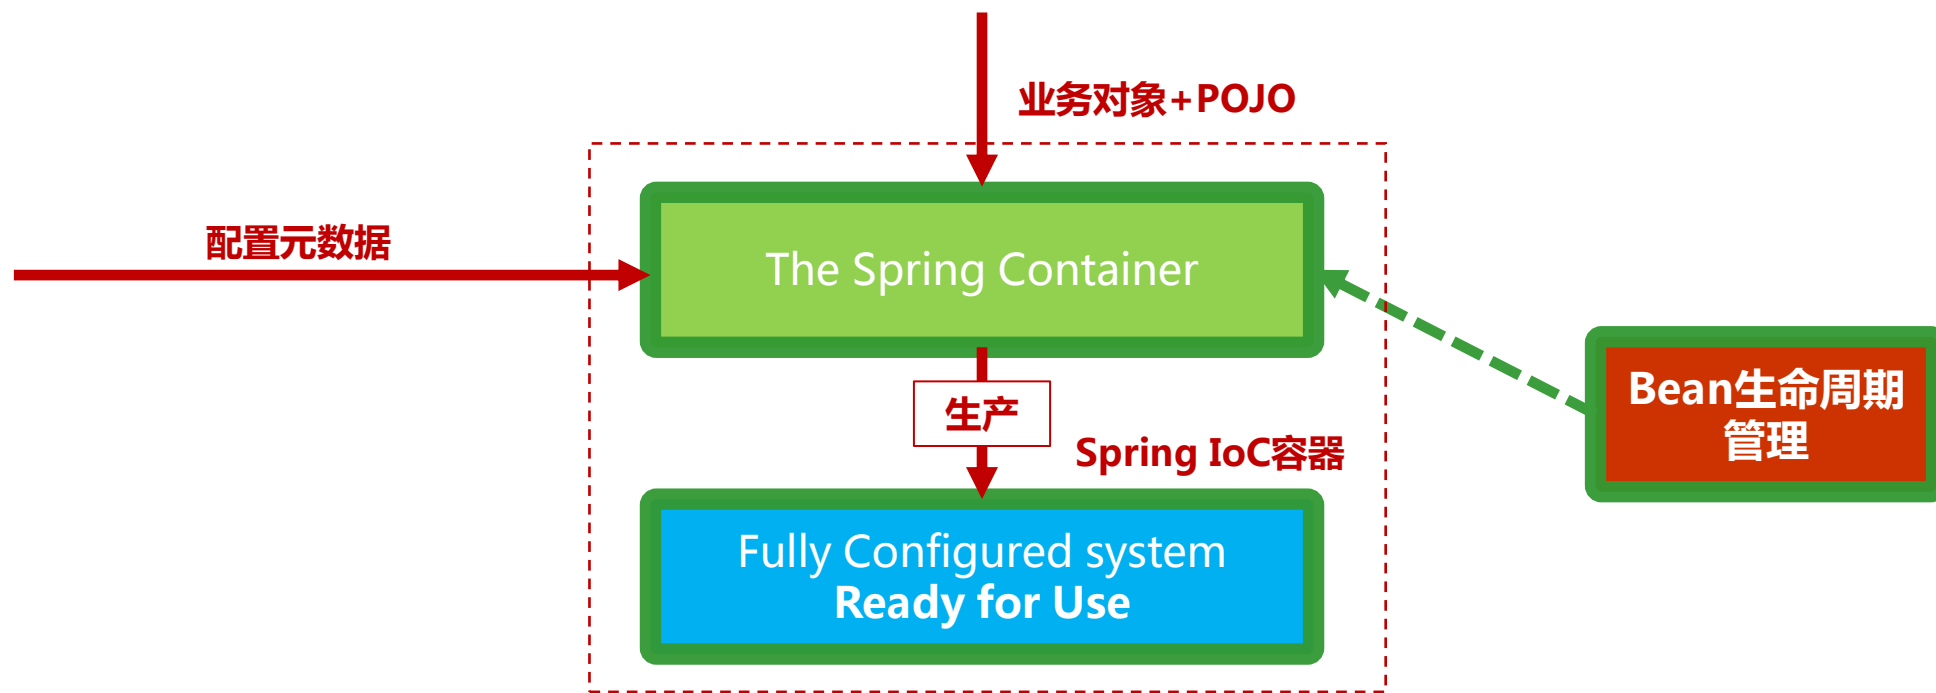 业务对象+POJO
配置元数据
The Spring Container
Bean生命周期
管理
生产
Spring IoC容器
Fully Configured system
Ready for Use